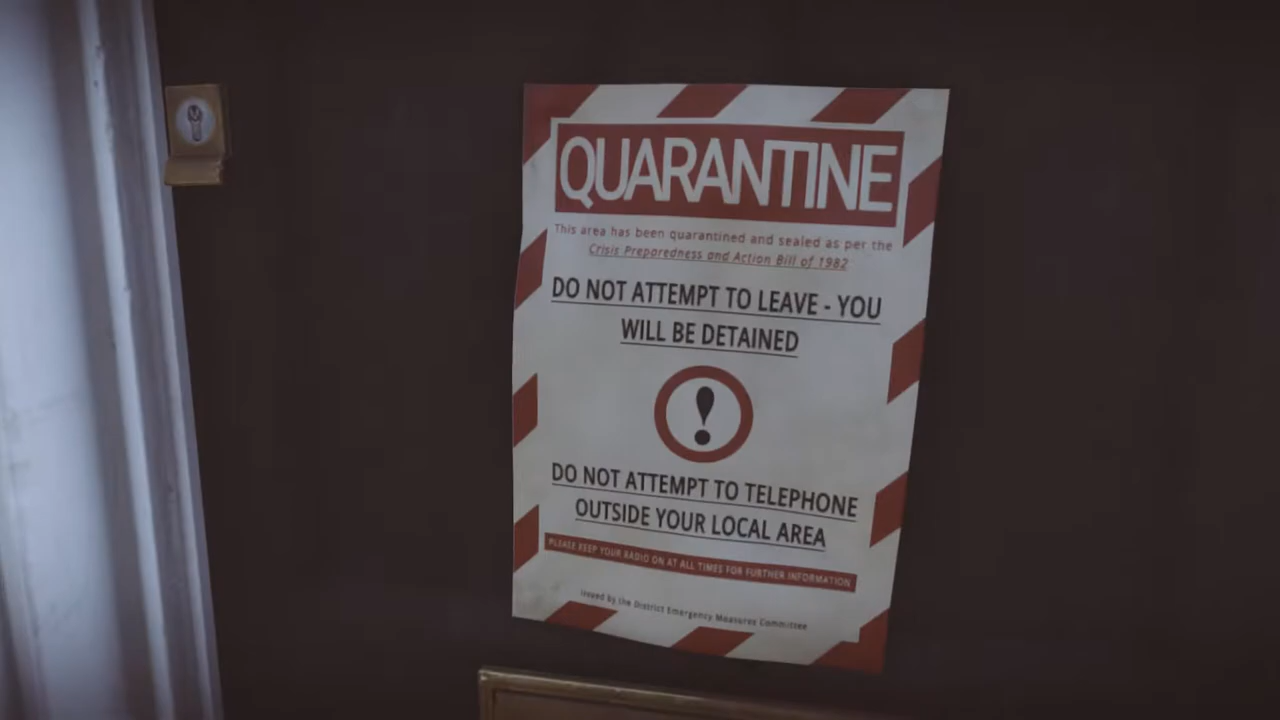 QUARANTINE
This area has been quarantined and sealed as per the
Crisis Preparedness and Action Bill of 1982
DO NOT ATTEMPT TO LEAVE - YOU
WILL BE DETAINED
!
DO NOT ATTEMPT TO TELEPHONE
OUTSIDE YOUR LOCAL AREA
PLEASE KEEP YOUR RADIO ON AT ALL TIMES FOR FURTHER INFORMATION
Issued by the District Emergency Measures Committee